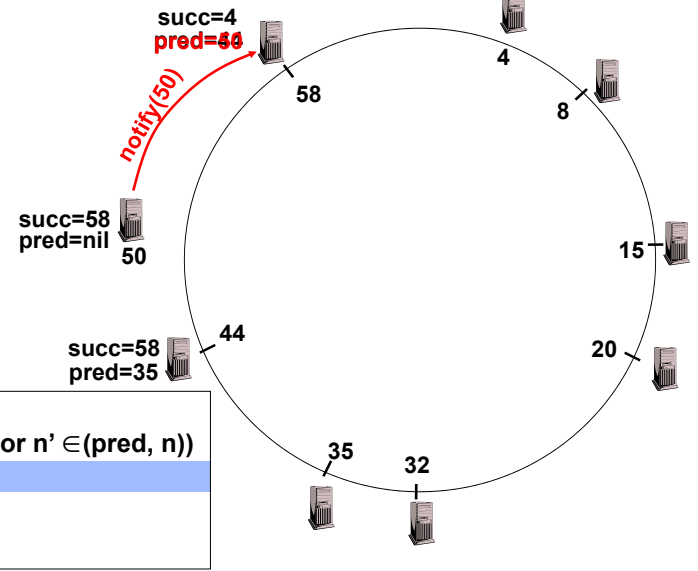 succ=4
pred=
58
notify(50)
4
8
succ=58
pred=nil
50
15
succ=58
pred=35
44
20
or n’ ∈(pred, n))
35
32